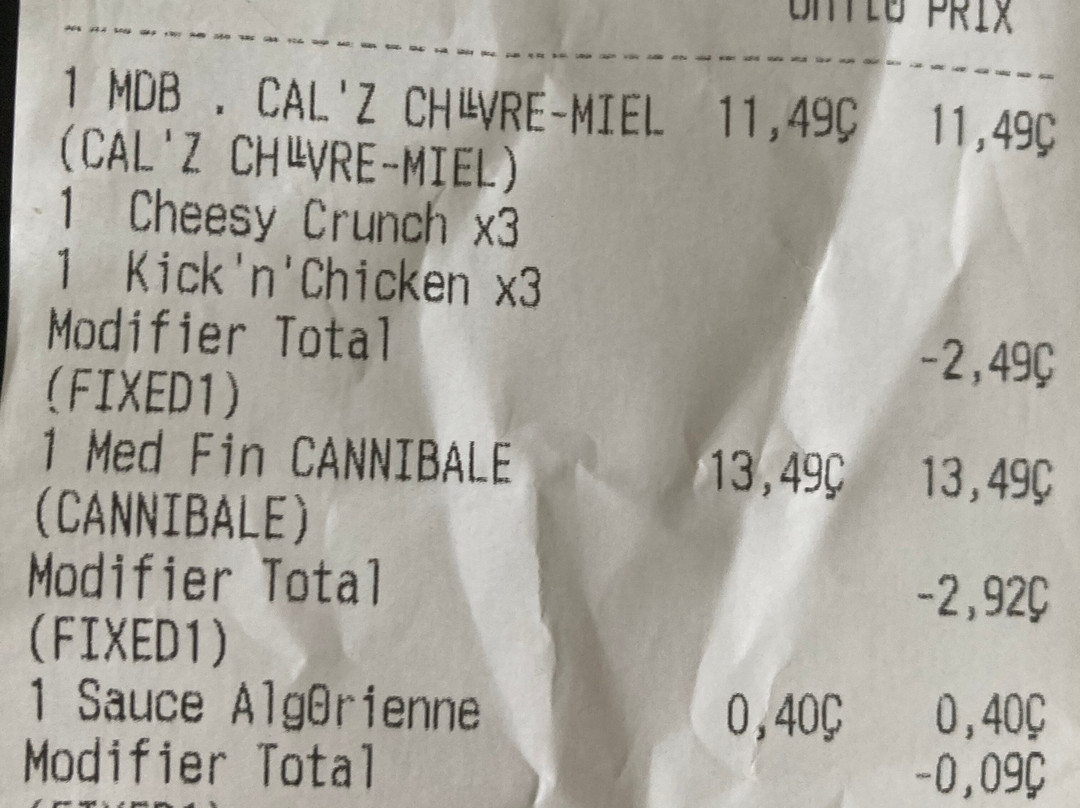 PRIX
1 MDB . CAL'Z CH╙VRE-MIEL 11,49Ç 11,49Ç
(CAL'Z CH╙VRE-MIEL)
1 Cheesy Crunch x3
1 Kick'n'Chicken x3
Modifier Total -2,49Ç
(FIXED1)
1 Med Fin CANNIBALE 13,49Ç 13,49Ç
(CANNIBALE)
Modifier Total -2,92Ç
(FIXED1)
1 Sauce AlgΘrienne 0,40Ç 0,40Ç
Modifier Total -0,09Ç
(FIXED1)